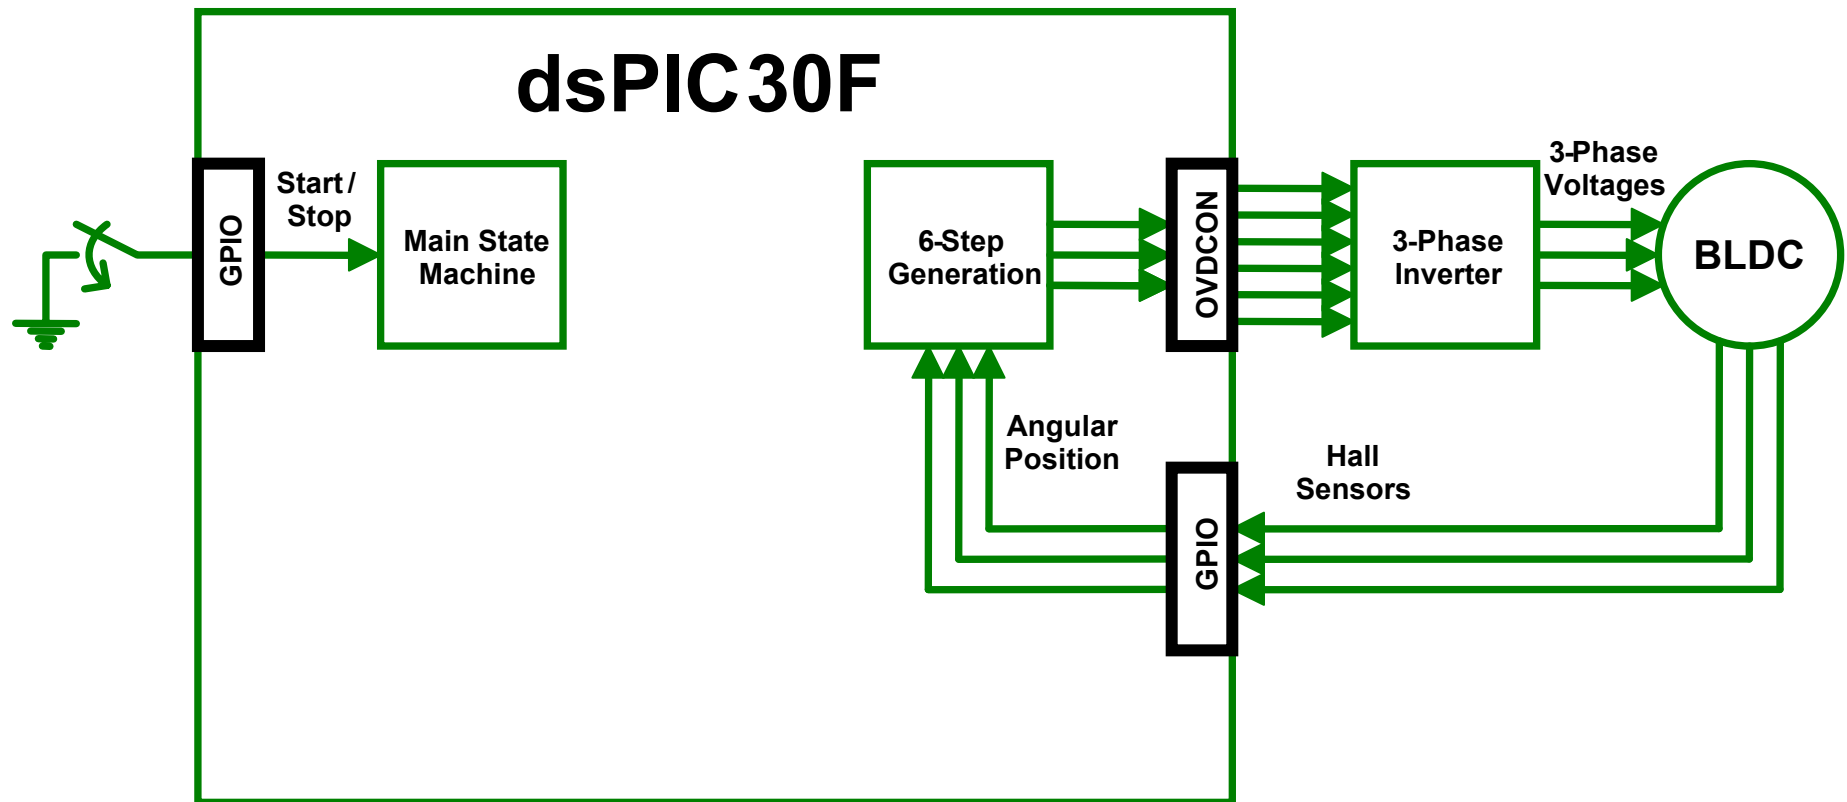 dsPIC30F
Start/
Stop
GPIO
Main State
Machine
6-Step
Generation
OVDCON
3-Phase
Inverter
3-Phase
Voltages
BLDC
Angular
Position
GPIO
Hall
Sensors